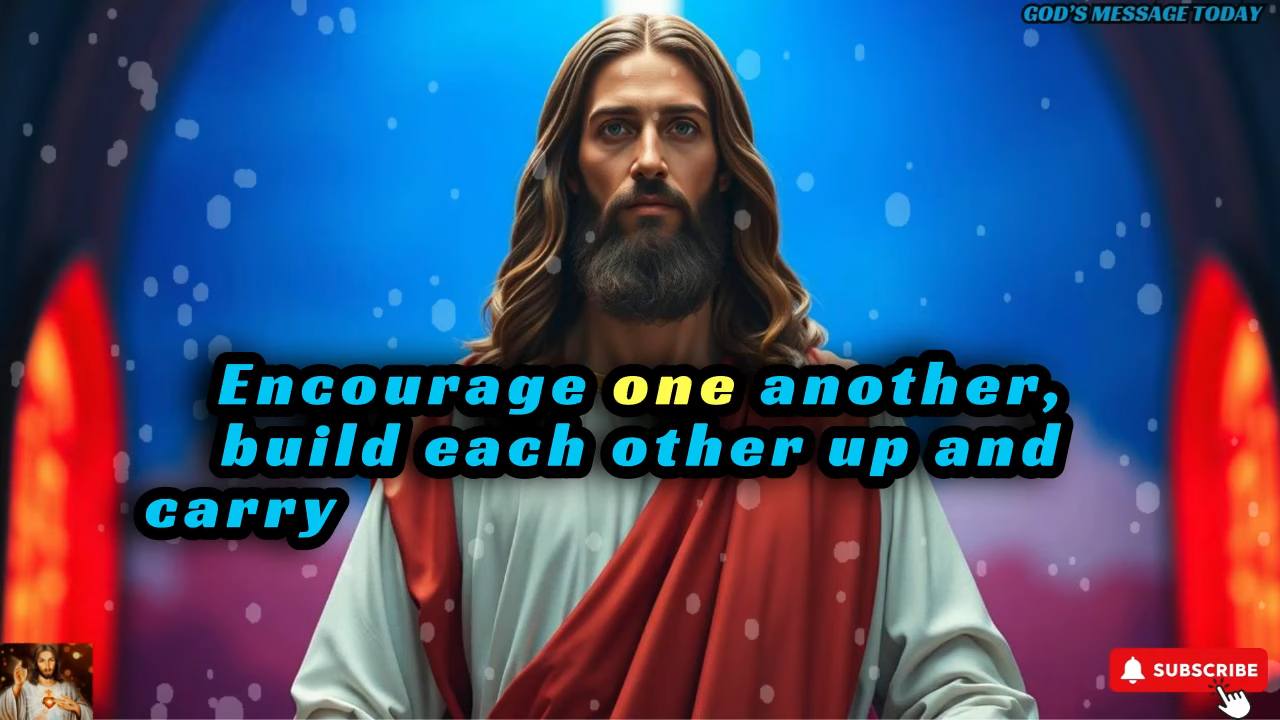 GOD'S MESSAGE TODAY
Encourage one another,
build each other up and
carry
SUBSCRIBE